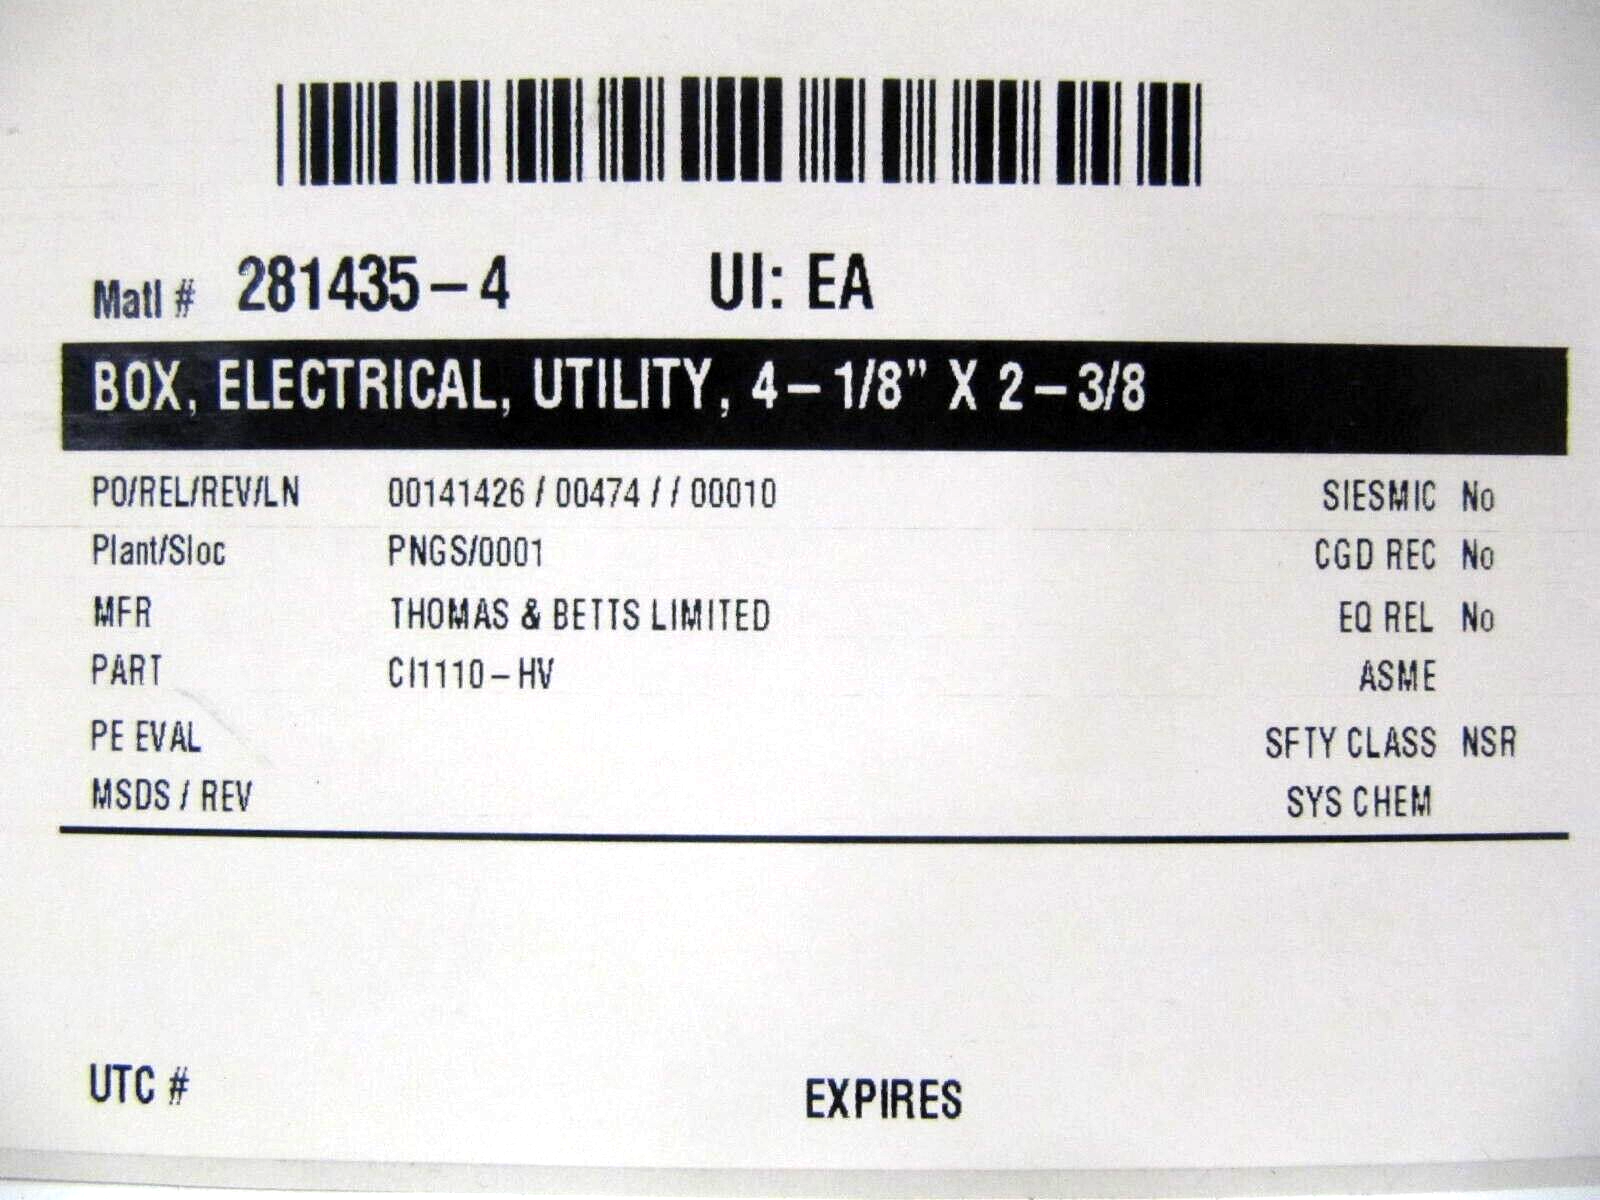 Matl # 281435-4 UI: EA
BOX, ELECTRICAL, UTILITY, 4-1/8" X 2-3/8
PO/REL/REV/LN 00141426 / 00474 / / 00010 SIESMIC No
Plant/Sloc PNGS/0001 CGD REC No
MFR THOMAS & BETTS LIMITED EQ REL No
PART CI1110-HV ASME
PE EVAL SFTY CLASS NSR
MSDS / REV SYS CHEM
UTC # EXPIRES